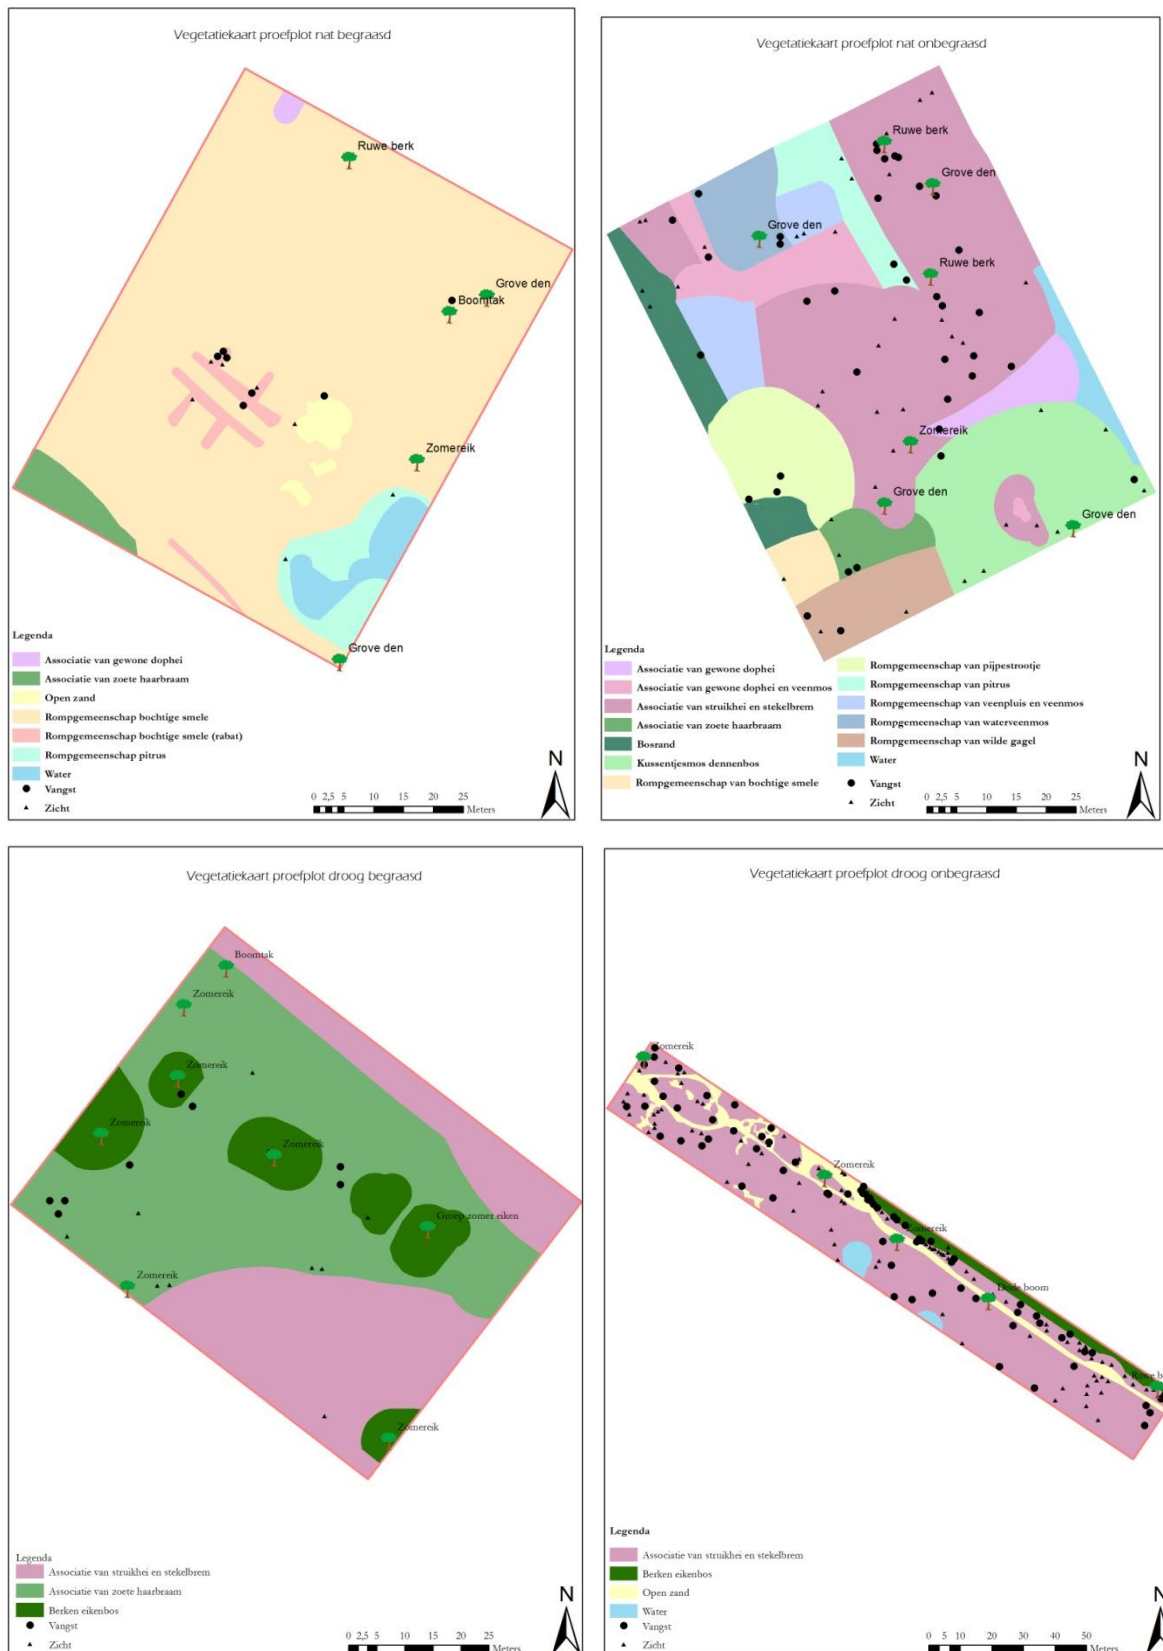 Vegetatiekaart proefplot nat begraasd
Ruwe berk
Grove den
Boomtak
Zomereik
Grove den
Legenda
Associatie van gewone dophei
Associatie van zoete haarbraam
Open zand
Rompgemeenschap bochtige smele
Rompgemeenschap bochtige smele (rabat)
Rompgemeenschap pitrus
Water
Vangst
Zicht
0 2,5 5 10 15 20 25
Meters
N
Vegetatiekaart proefplot nat onbegraasd
Ruwe berk
Grove den
Grove den
Ruwe berk
Zomereik
Grove den
Grove den
Legenda
Associatie van gewone dophei
Associatie van gewone dophei en veenmos
Associatie van struikhei en stekelbrem
Associatie van zoete haarbraam
Bosrand
Kussentjesmos dennenbos
Rompgemeenschap van bochtige smele
Rompgemeenschap van pijpestrootje
Rompgemeenschap van pitrus
Rompgemeenschap van veenpluis en veenmos
Rompgemeenschap van waterveenmos
Rompgemeenschap van wilde gagel
Water
Vangst
Zicht
0 2,5 5 10 15 20 25
Meters
N
Vegetatiekaart proefplot droog begraasd
Boomtak
Zomereik
Zomereik
Zomereik
Zomereik
Groep zomer eiken
Zomereik
Zomereik
Legenda
Associatie van struikhei en stekelbrem
Associatie van zoete haarbraam
Berken eikenbos
Vangst
Zicht
0 2,5 5 10 15 20 25
Meters
N
Vegetatiekaart proefplot droog onbegraasd
Zomereik
Zomereik
Zomereik
Dode boom
Ruwe b
Legenda
Associatie van struikhei en stekelbrem
Berken eikenbos
Open zand
Water
Vangst
Zicht
0 5 10 20 30 40 50
Meters
N